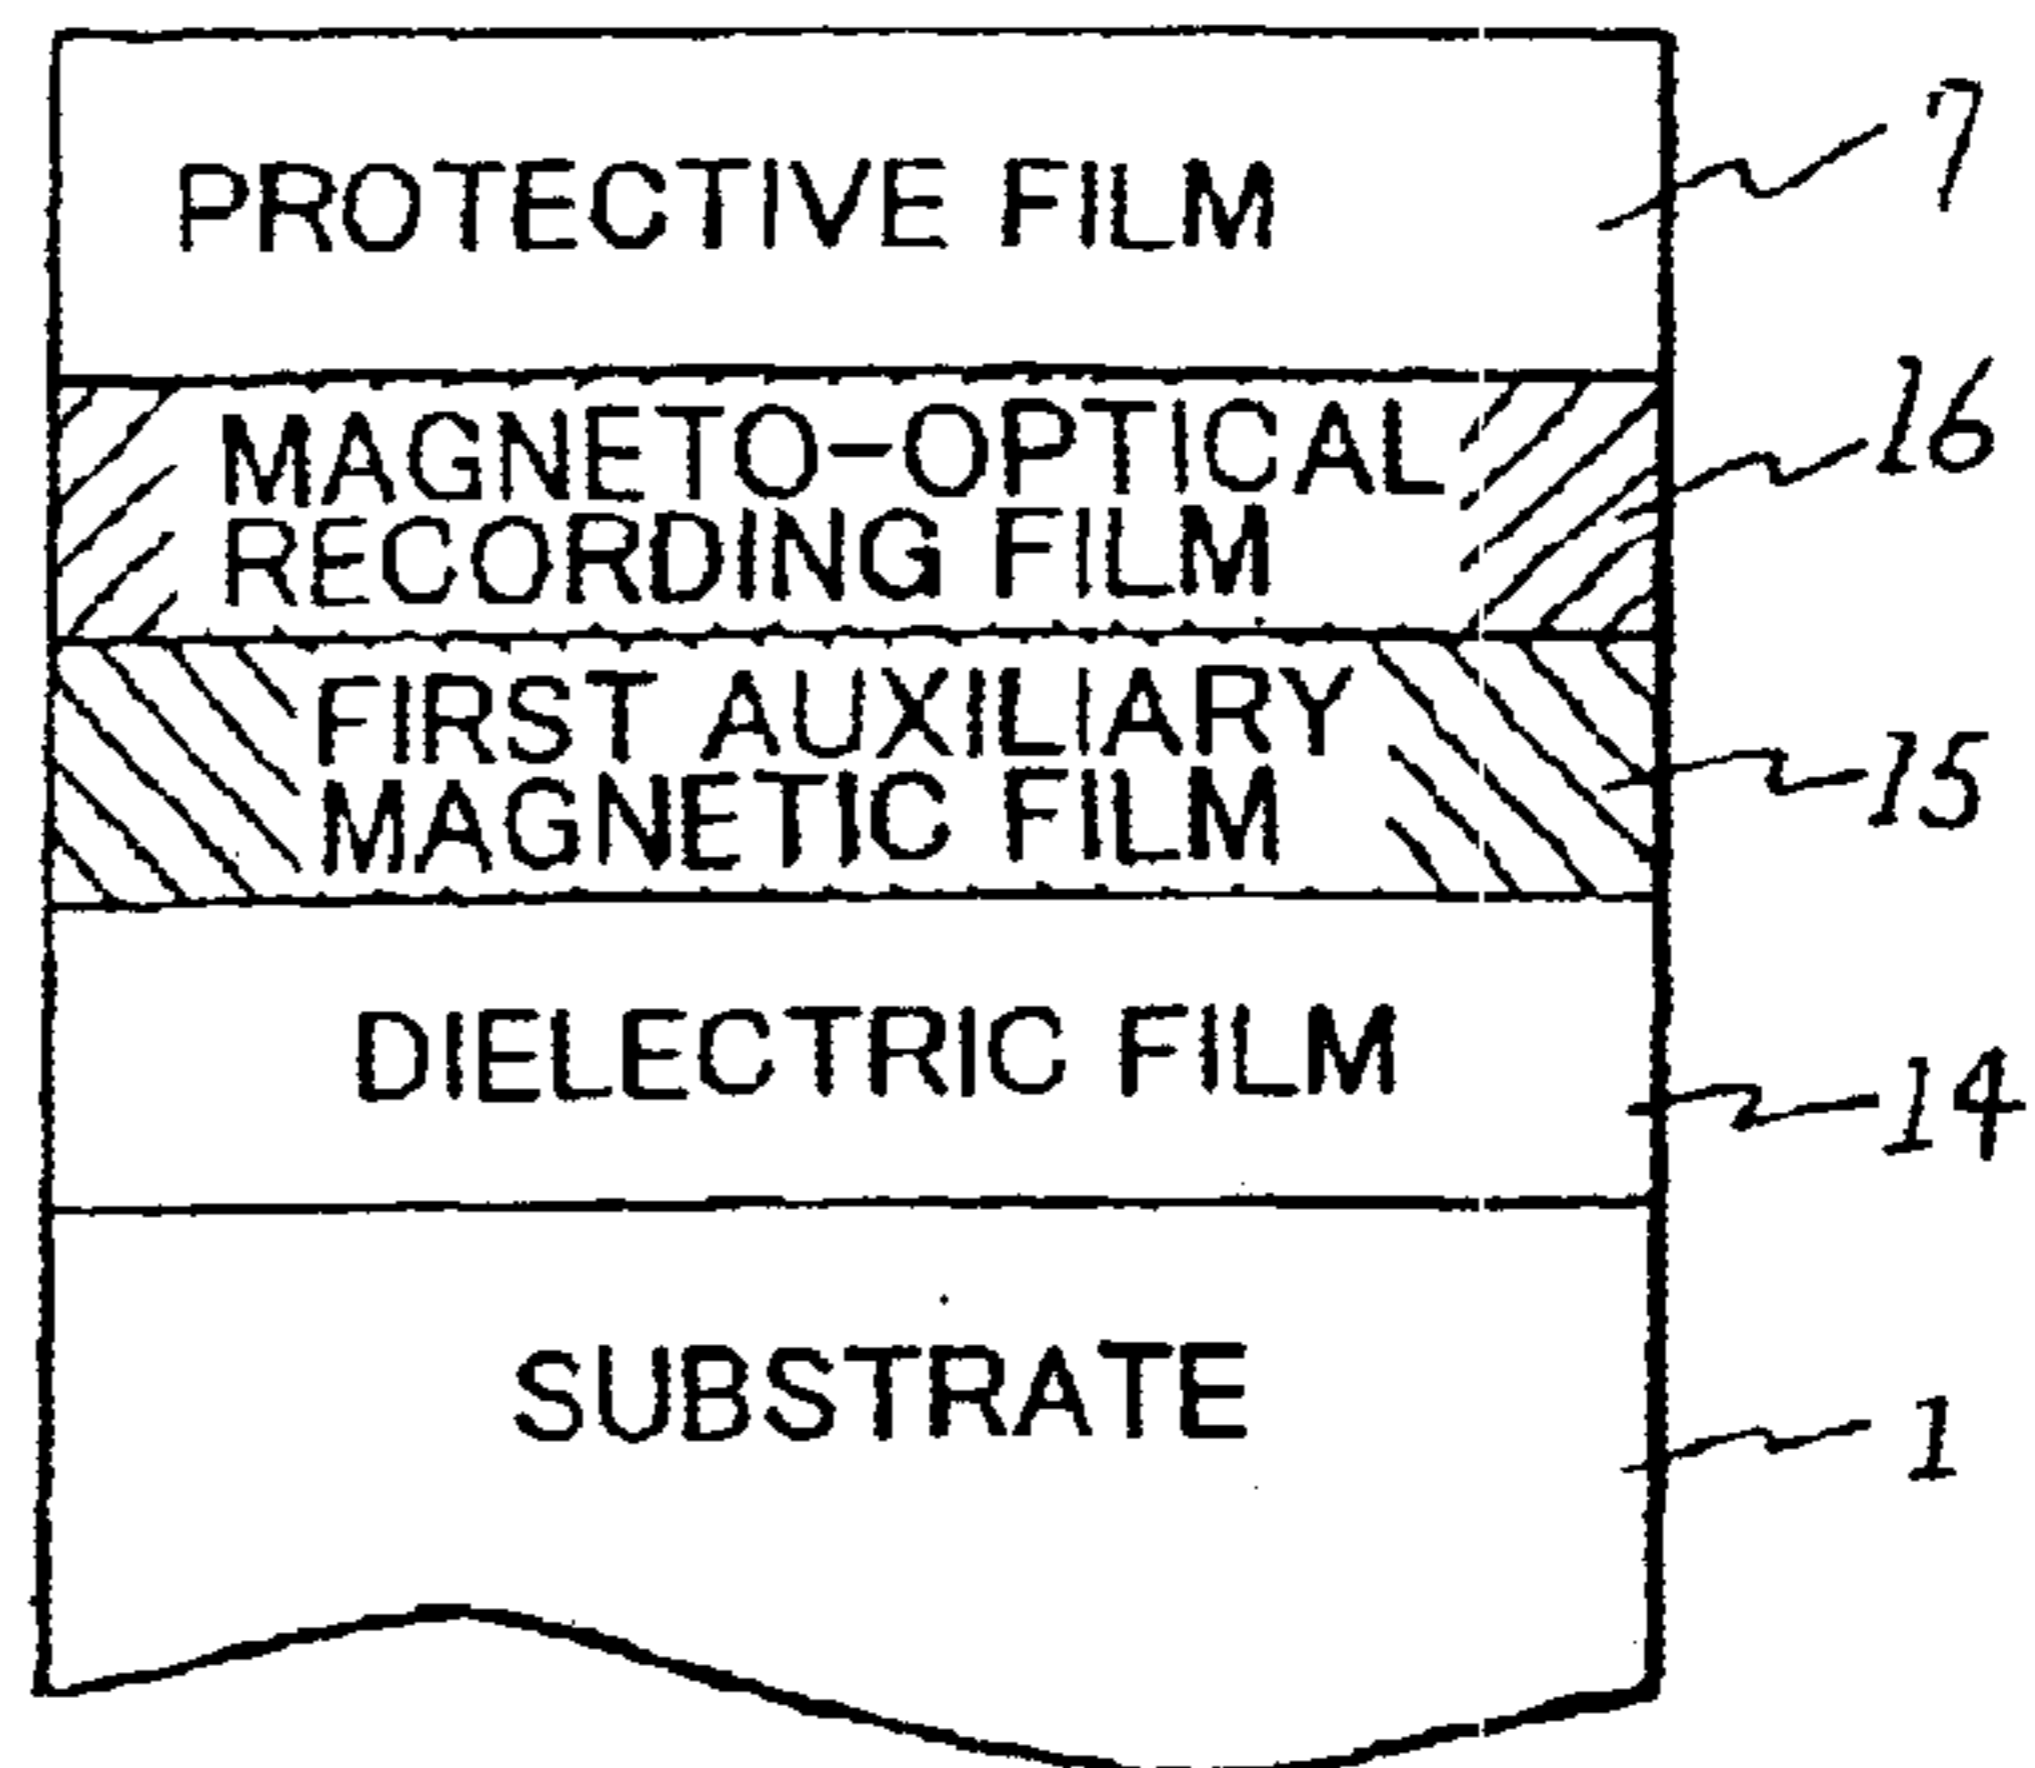 PROTECTIVE FILM
7
MAGNETO-OPTICAL
RECORDING FILM
16
FIRST AUXILIARY
MAGNETIC FILM
15
DIELECTRIC FILM
14
SUBSTRATE
1